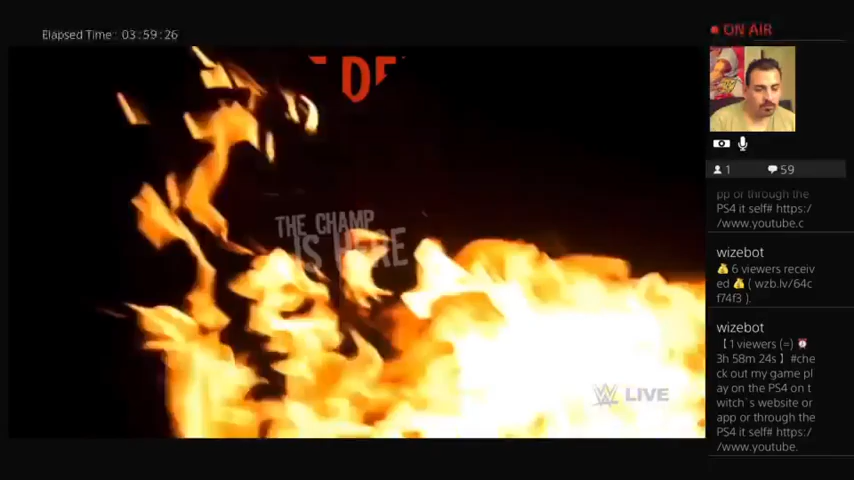 Elapsed Time : 03:59:26
ON AIR
DE
THE CHAMP
IS HERE
LIVE
1
59
pp or through the
PS4 it self# https:/
/www.youtube.c
wizebot
💰 6 viewers receiv
ed 💰 ( wzb.lv/64c
f74f3 ).
wizebot
【 1 viewers (=) ⏰
3h 58m 24s 】 #che
ck out my game pl
ay on the PS4 on t
witch`s website or
app or through the
PS4 it self# https:/
/www.youtube.